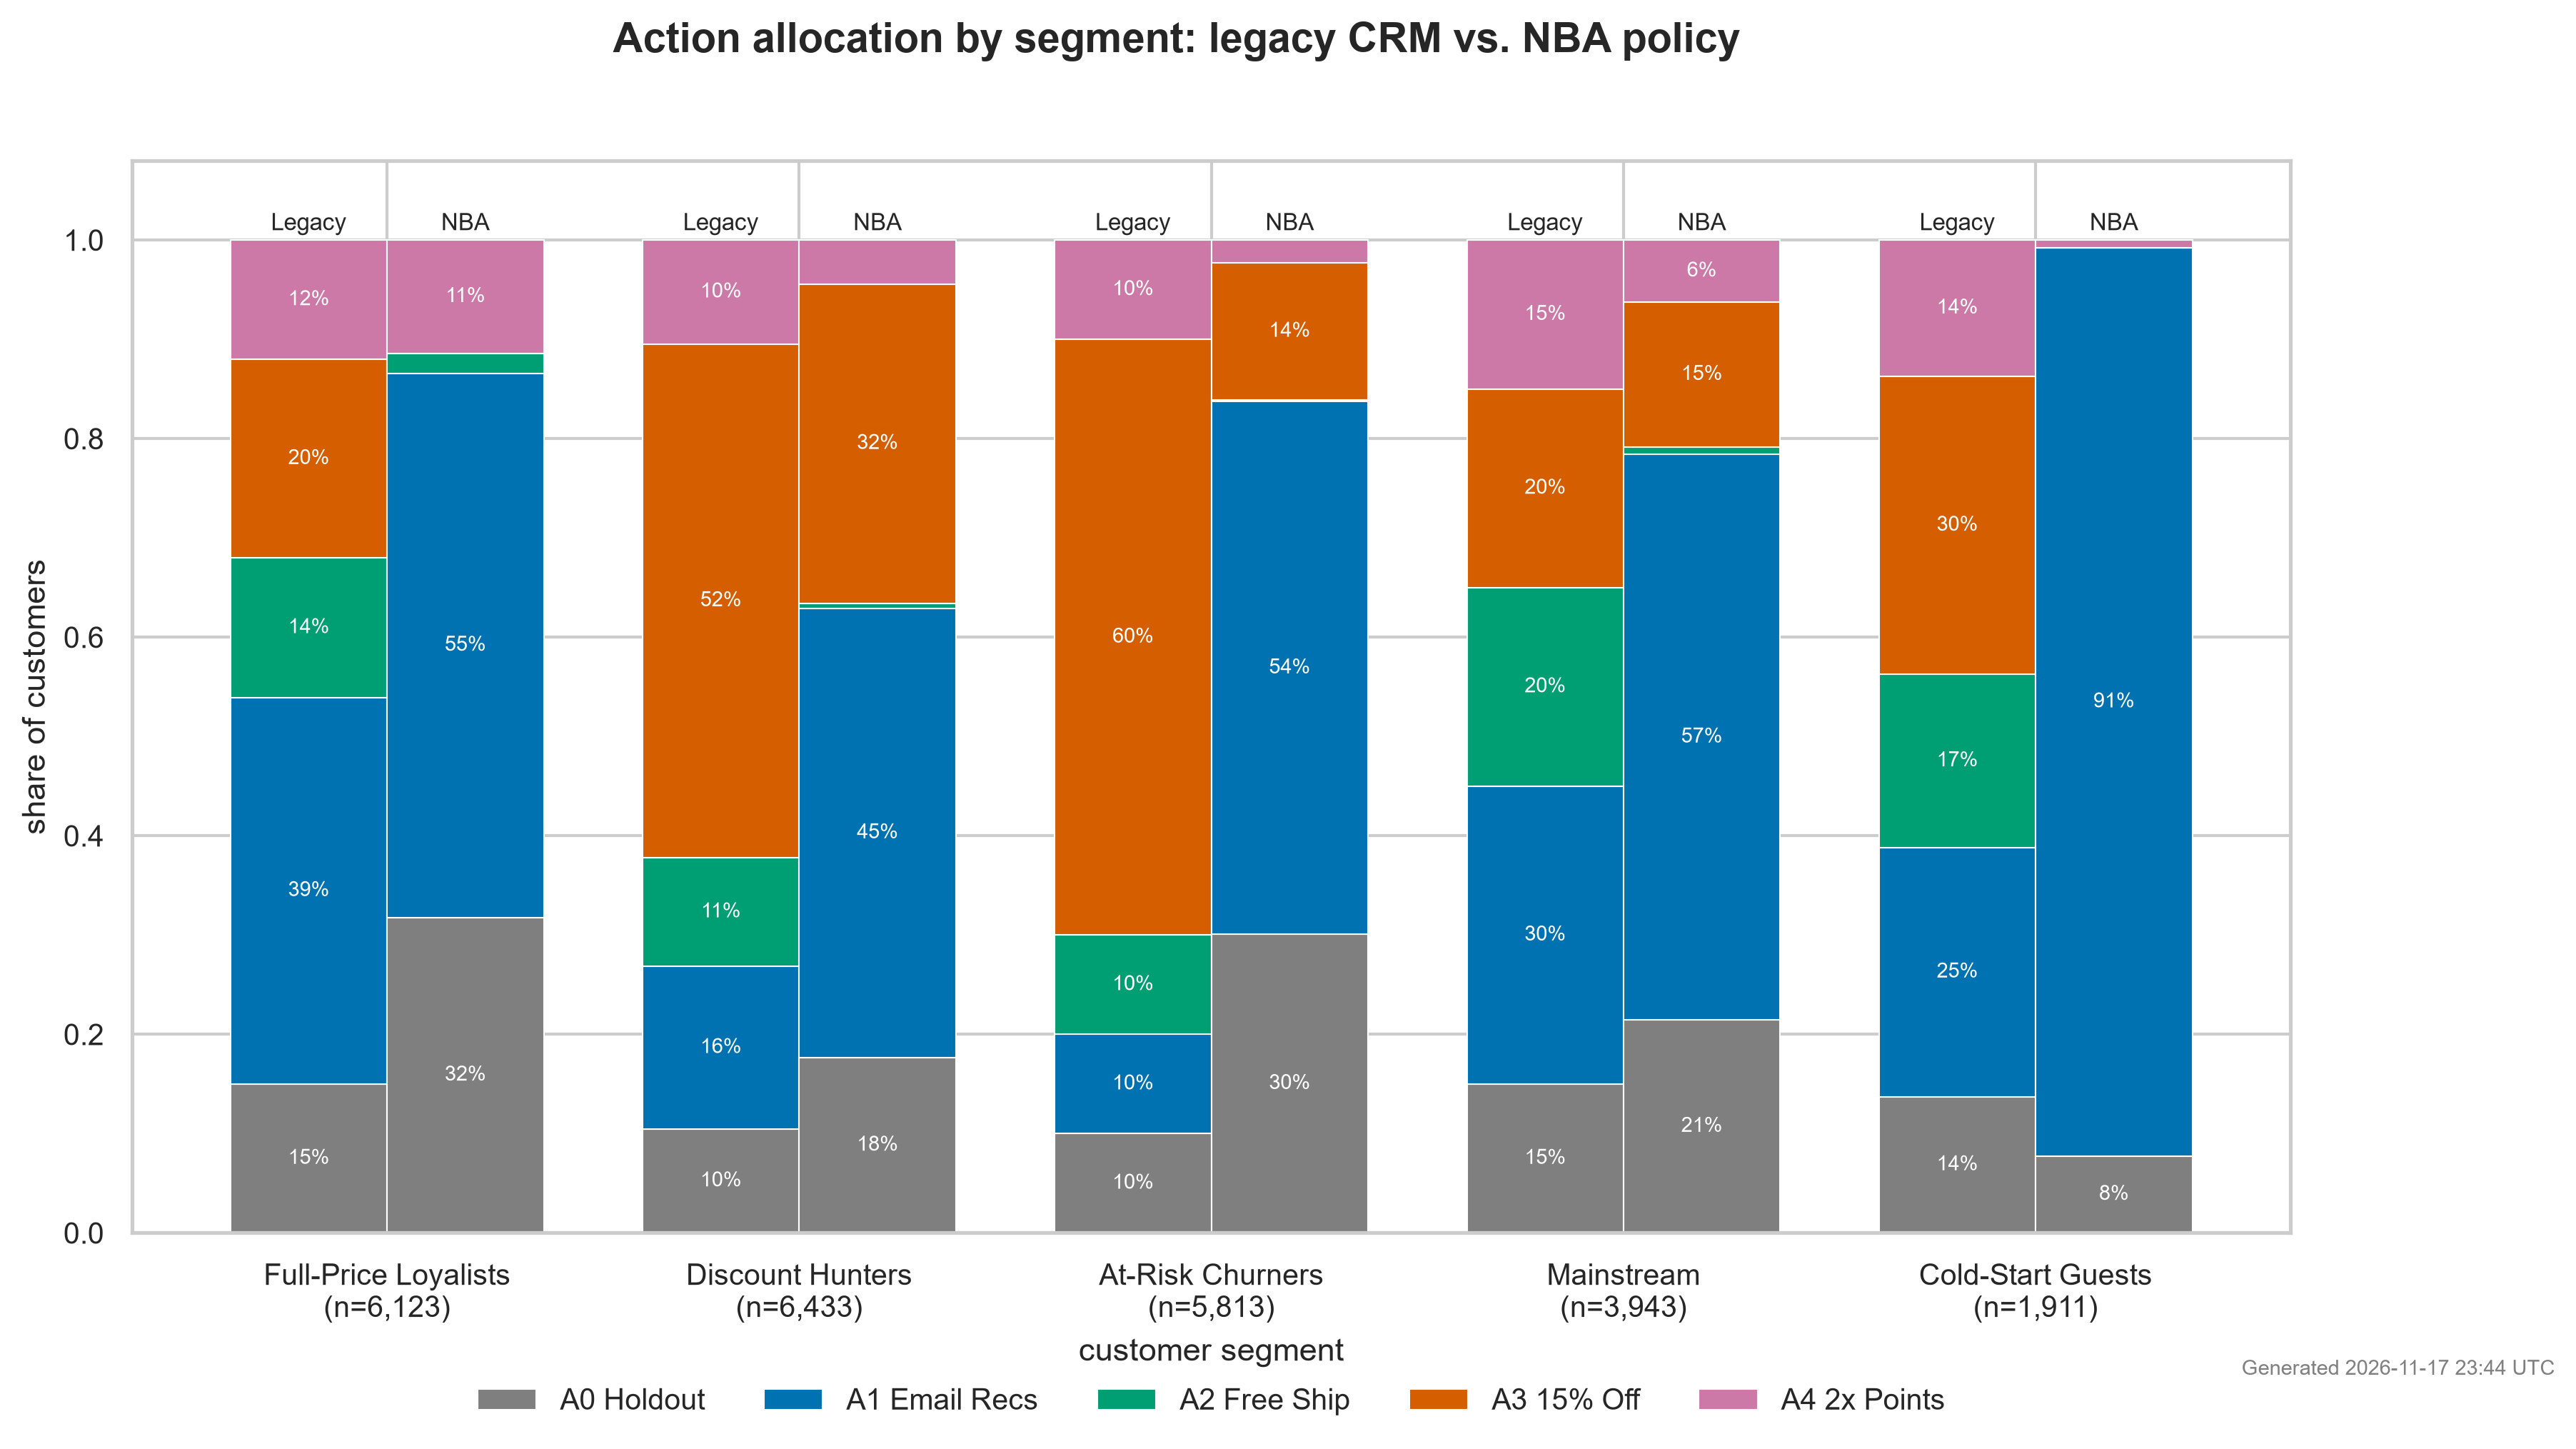 Action allocation by segment: legacy CRM vs. NBA policy
Legacy NBA Legacy NBA Legacy NBA Legacy NBA Legacy NBA
share of customers
1.0
0.8
0.6
0.4
0.2
0.0
12%
20%
14%
39%
15%
11%
55%
32%
10%
52%
11%
16%
10%
32%
45%
18%
10%
60%
10%
10%
10%
14%
54%
30%
15%
20%
20%
30%
15%
6%
15%
57%
21%
14%
30%
17%
25%
14%
91%
8%
Full-Price Loyalists
(n=6,123)
Discount Hunters
(n=6,433)
At-Risk Churners
(n=5,813)
Mainstream
(n=3,943)
Cold-Start Guests
(n=1,911)
customer segment
Generated 2026-11-17 23:44 UTC
A0 Holdout
A1 Email Recs
A2 Free Ship
A3 15% Off
A4 2x Points